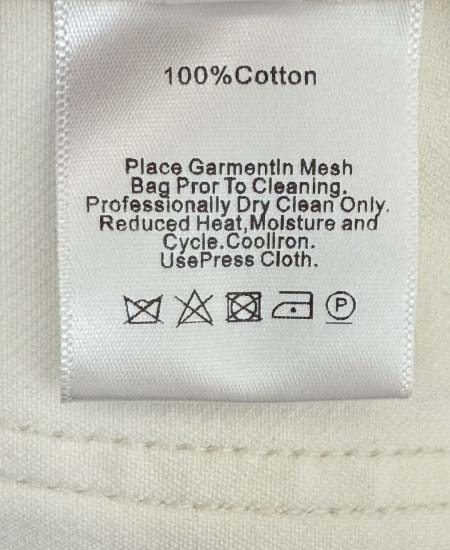 100%Cotton
Place GarmentIn Mesh
Bag Pror To Cleaning.
Professionally Dry Clean Only.
Reduced Heat,Moisture and
Cycle.CoolIron.
UsePress Cloth.
P